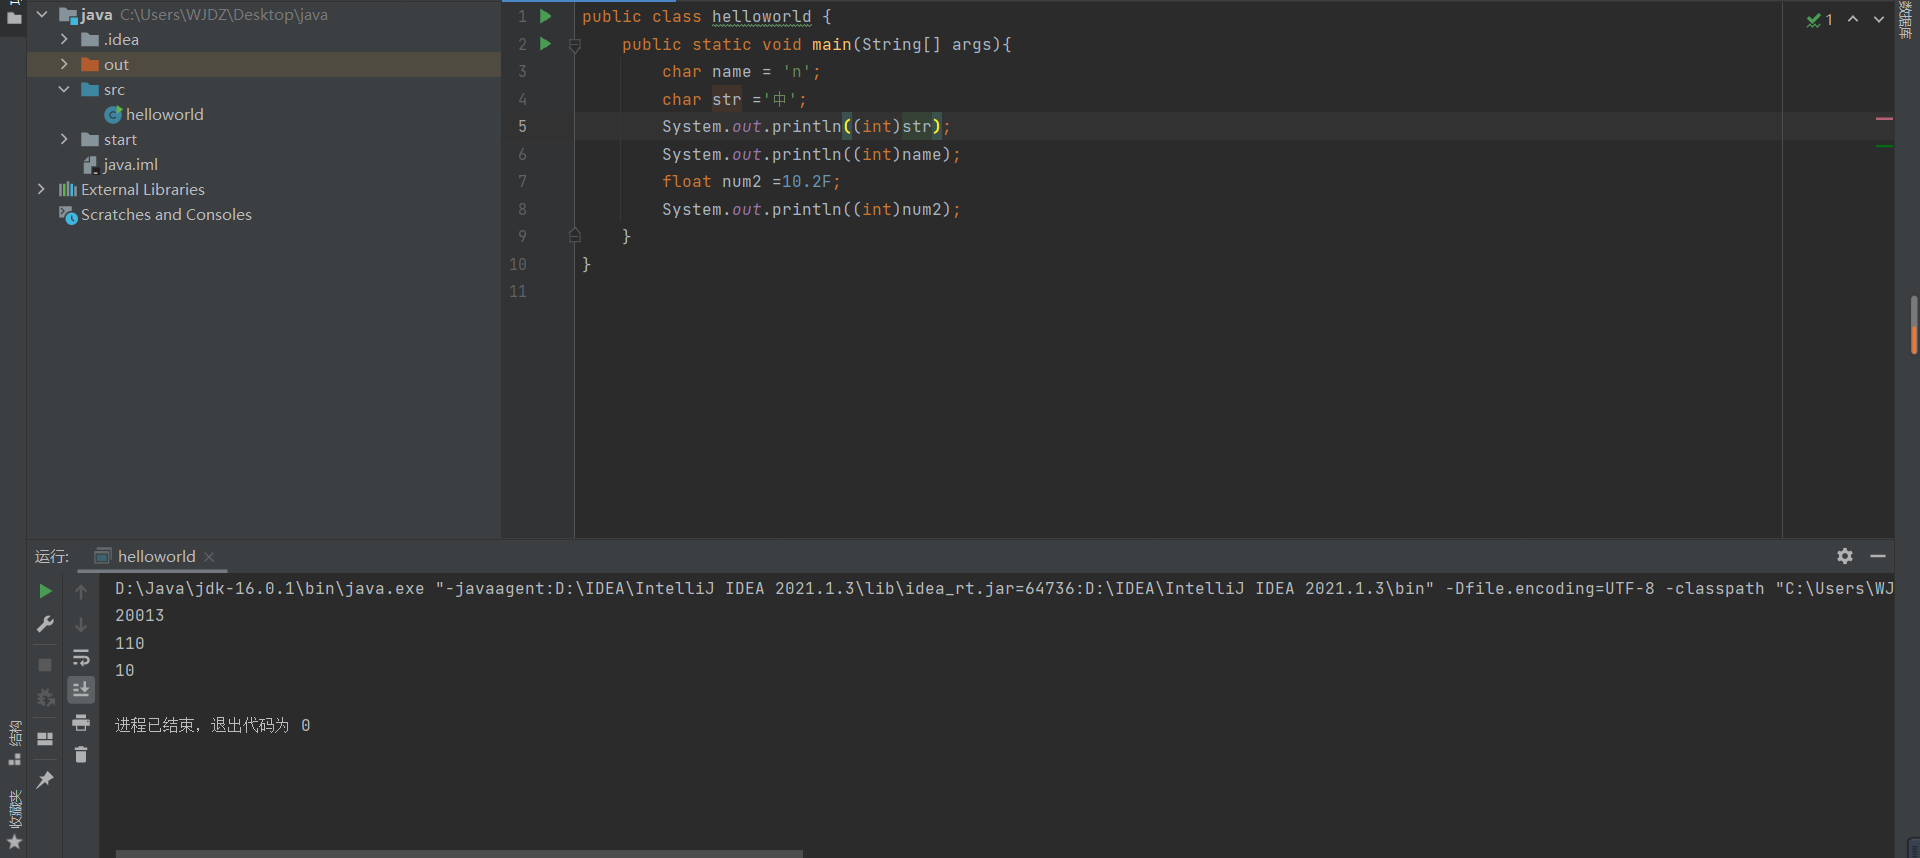 java C:\Users\WJDZ\Desktop\java
.idea
out
src
helloworld
start
java.iml
External Libraries
Scratches and Consoles
1 public class helloworld {
2 public static void main(String[] args){
3 char name = 'n';
4 char str ='中';
5 System.out.println((int)str);
6 System.out.println((int)name);
7 float num2 =10.2F;
8 System.out.println((int)num2);
9 }
10 }
11
1
数据库
运行: helloworld
D:\Java\jdk-16.0.1\bin\java.exe "-javaagent:D:\IDEA\IntelliJ IDEA 2021.1.3\lib\idea_rt.jar=64736:D:\IDEA\IntelliJ IDEA 2021.1.3\bin" -Dfile.encoding=UTF-8 -classpath "C:\Users\WJ
20013
110
10
进程已结束，退出代码为 0
结构
收藏夹